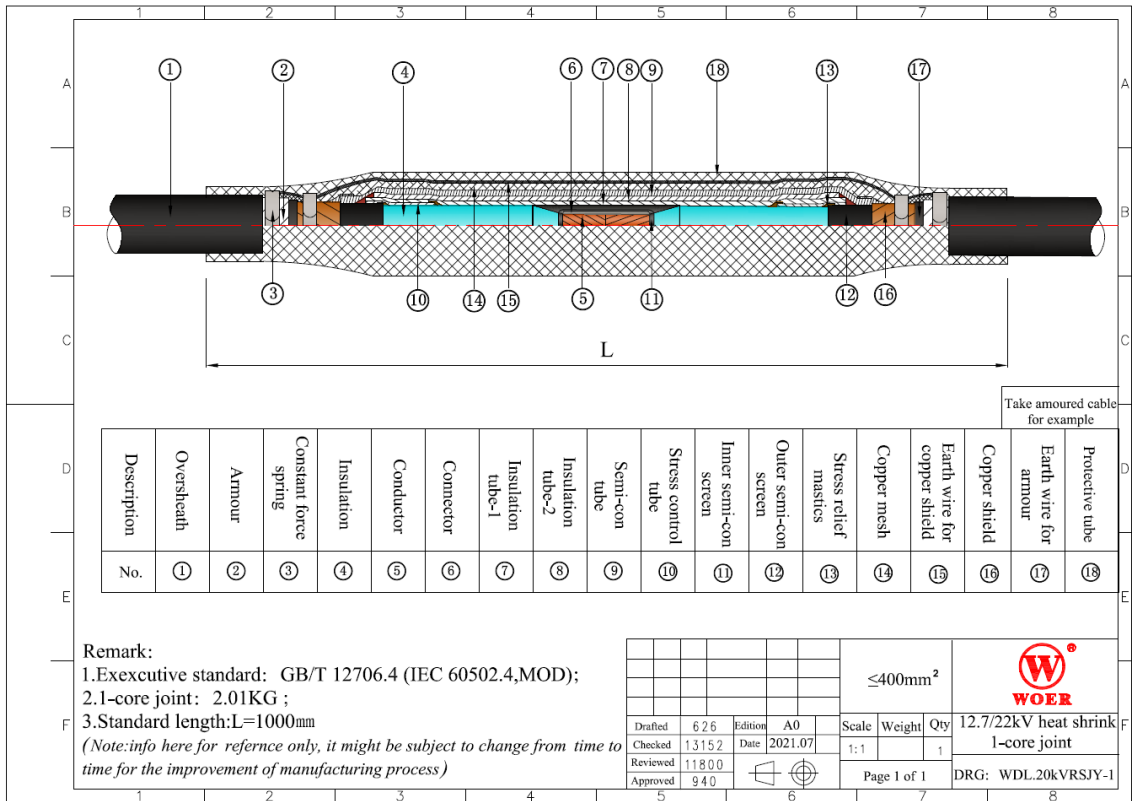 1 2 3 4 5 6 7 8
A A
① ② ④ ⑥ ⑦ ⑧ ⑨ ⑱ ⑬ ⑰
B B
③ ⑩ ⑭ ⑮ ⑤ ⑪ ⑫ ⑯
C C
L
Take amoured cable
for example
D D
Description
Oversheath
Armour
Constant force
spring
Insulation
Conductor
Connector
Insulation
tube-1
Insulation
tube-2
Semi-con
tube
Stress control
tube
Inner semi-con
screen
Outer semi-con
screen
Stress relief
mastics
Copper mesh
Earth wire for
copper shield
Copper shield
Earth wire for
armour
Protective tube
No. ① ② ③ ④ ⑤ ⑥ ⑦ ⑧ ⑨ ⑩ ⑪ ⑫ ⑬ ⑭ ⑮ ⑯ ⑰ ⑱
E E
Remark:
1.Exexcutive standard: GB/T 12706.4 (IEC 60502.4,MOD);
2.1-core joint: 2.01KG ;
3.Standard length:L=1000mm
(Note:info here for refernce only, it might be subject to change from time to
time for the improvement of manufacturing process)
F F
≤400mm²
W®
WOER
Drafted 626 Edition A0
Checked 13152 Date 2021.07
Reviewed 11800
Approved 940
Scale Weight Qty
1:1 1
Page 1 of 1
12.7/22kV heat shrink
1-core joint
DRG: WDL.20kVRSJY-1
1 2 3 4 5 6 7 8